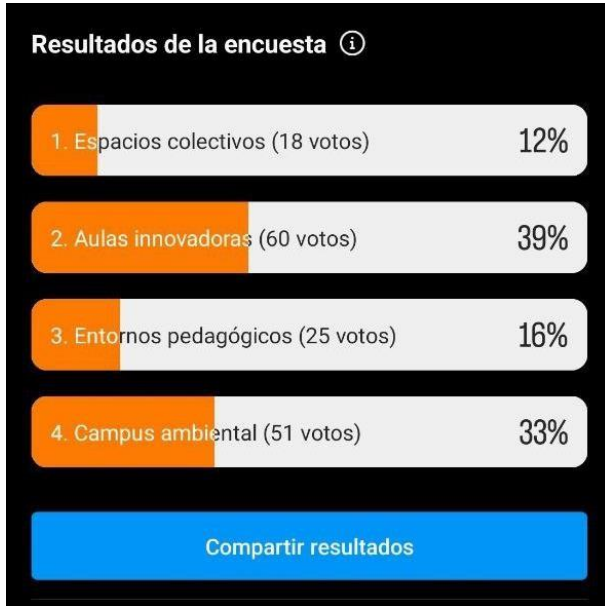 Resultados de la encuesta
1. Espacios colectivos (18 votos) 12%
2. Aulas innovadoras (60 votos) 39%
3. Entornos pedagógicos (25 votos) 16%
4. Campus ambiental (51 votos) 33%
Compartir resultados